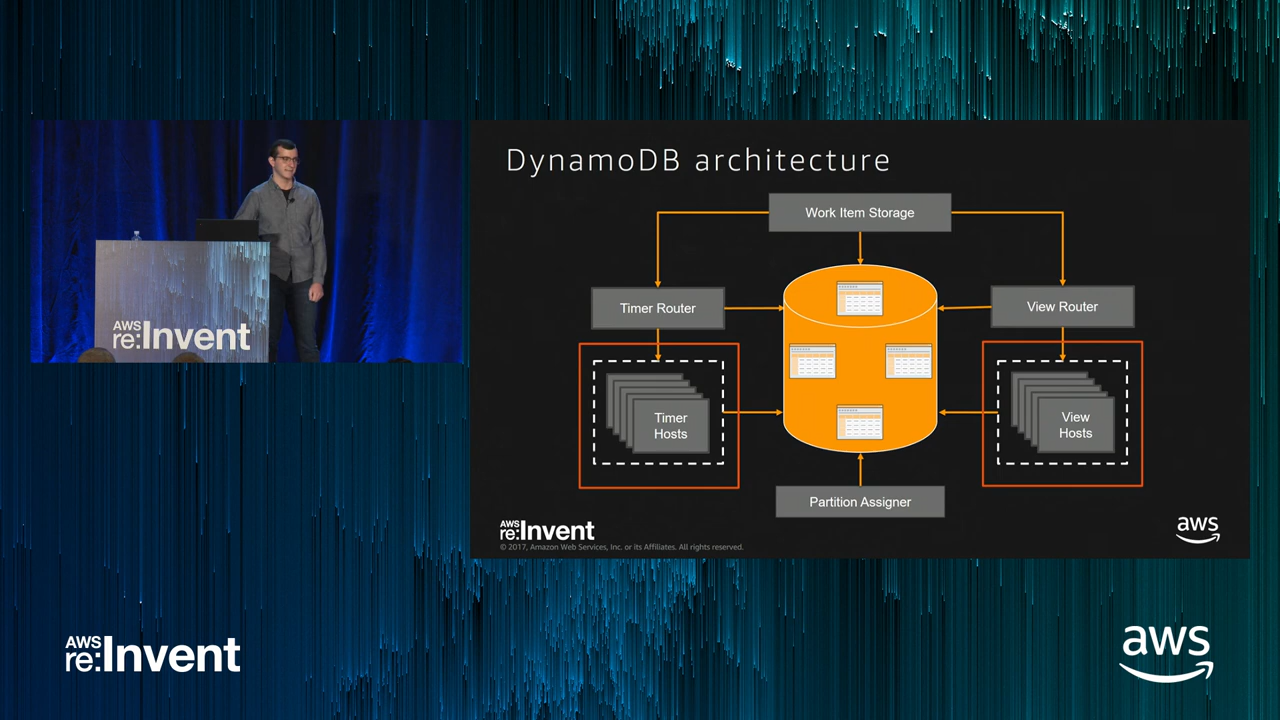 DynamoDB architecture
Work Item Storage
Timer Router
View Router
Timer
Hosts
View
Hosts
Partition Assigner
AWS
re:Invent
© 2017, Amazon Web Services, Inc. or its Affiliates. All rights reserved.
aws
AWS
re:Invent
AWS
re:Invent
aws